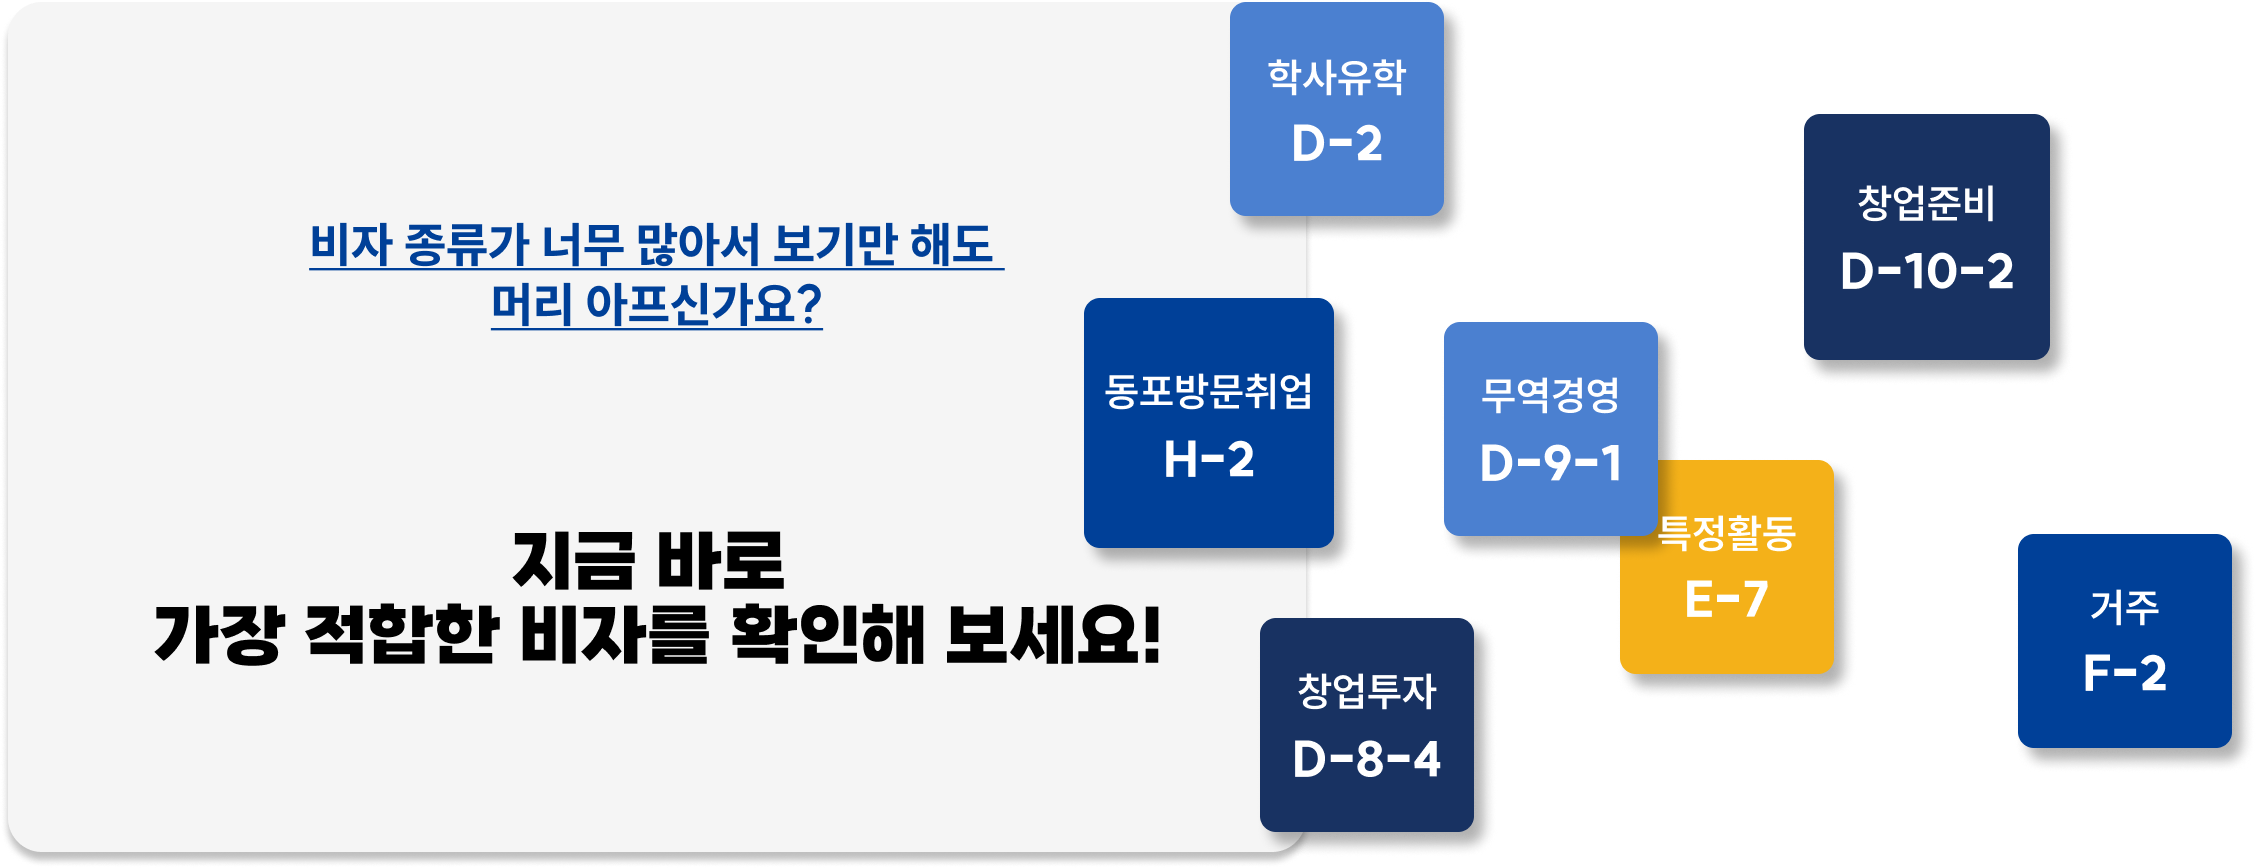 비자 종류가 너무 많아서 보기만 해도
머리 아프신가요?
지금 바로
가장 적합한 비자를 확인해 보세요!
학사유학
D-2
창업준비
D-10-2
동포방문취업
H-2
무역경영
D-9-1
특정활동
E-7
거주
F-2
창업투자
D-8-4